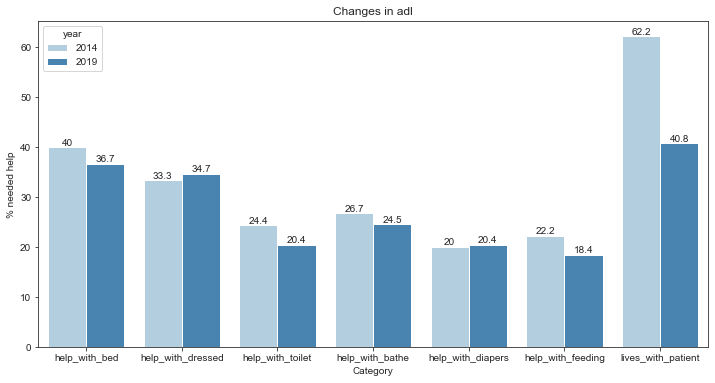 Changes in adl
year
2014
2019
% needed help
60
50
40
30
20
10
0
40
36.7
33.3
34.7
24.4
20.4
26.7
24.5
20
20.4
22.2
18.4
62.2
40.8
help_with_bed
help_with_dressed
help_with_toilet
help_with_bathe
help_with_diapers
help_with_feeding
lives_with_patient
Category